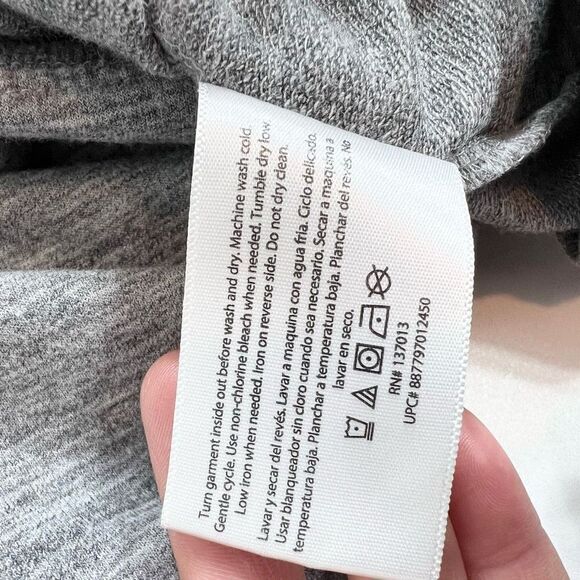 Turn garment inside out before wash and dry. Machine wash cold.
Gentle cycle. Use non-chlorine bleach when needed. Tumble dry low.
Low iron when needed. Iron on reverse side. Do not dry clean.
Lavar y secar del revés. Lavar a maquina con agua fria. Ciclo delicado.
Usar blanqueador sin cloro cuando sea necesario. Secar a maquina a
temperatura baja. Planchar a temperatura baja. Planchar del revés. No
lavar en seco.
RN# 137013
UPC# 887797012450